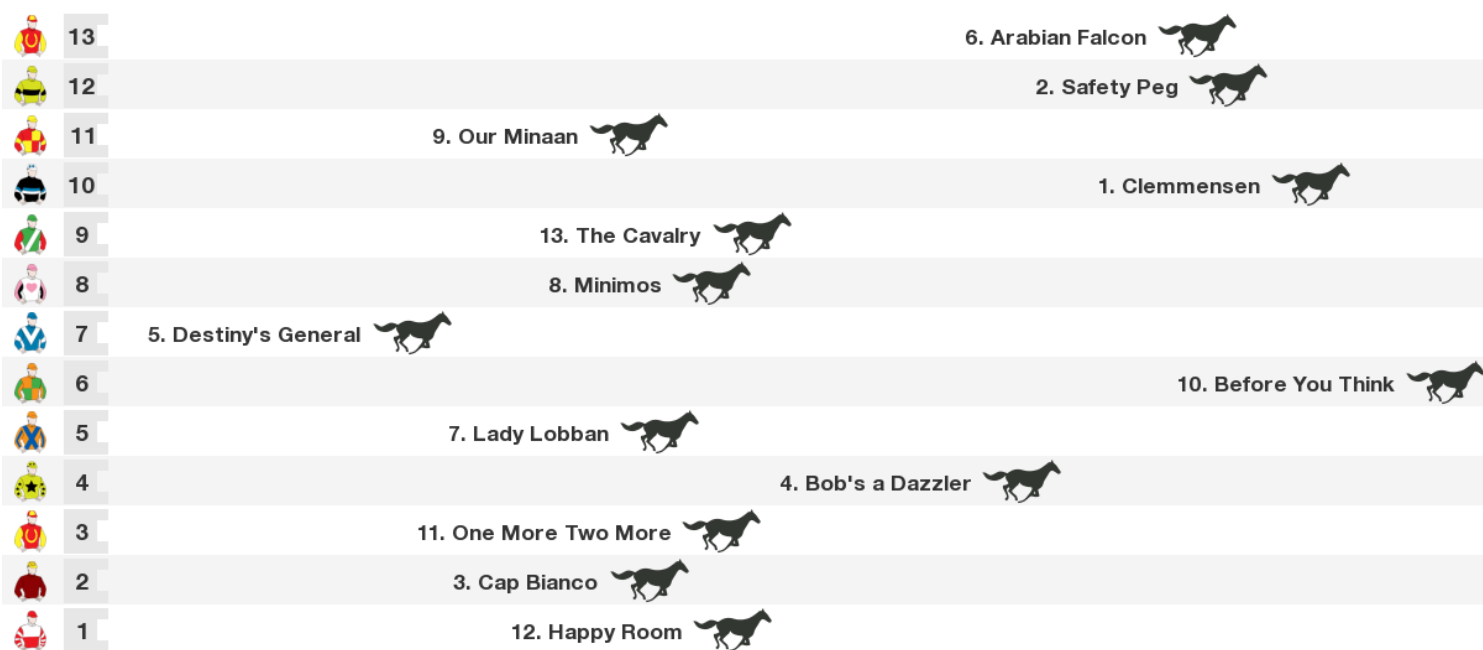 13 6. Arabian Falcon
12 2. Safety Peg
11 9. Our Minaan
10 1. Clemmensen
9 13. The Cavalry
8 8. Minimos
7 5. Destiny's General
6 10. Before You Think
5 7. Lady Lobban
4 4. Bob's a Dazzler
3 11. One More Two More
2 3. Cap Bianco
1 12. Happy Room